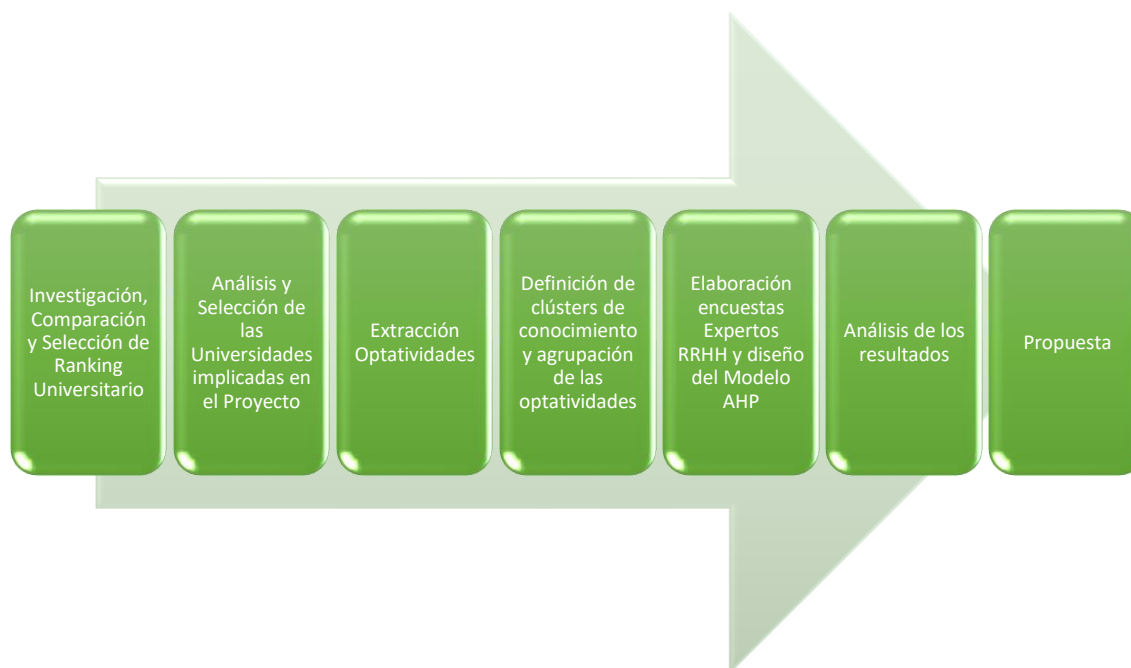 Investigación,
Comparación
y Selección de
Ranking
Universitario
Análisis y
Selección de
las
Universidades
implicadas en
el Proyecto
Extracción
Optatividades
Definición de
clústers de
conocimiento
y agrupación
de las
optatividades
Elaboración
encuestas
Expertos
RRHH y diseño
del Modelo
AHP
Análisis de los
resultados
Propuesta